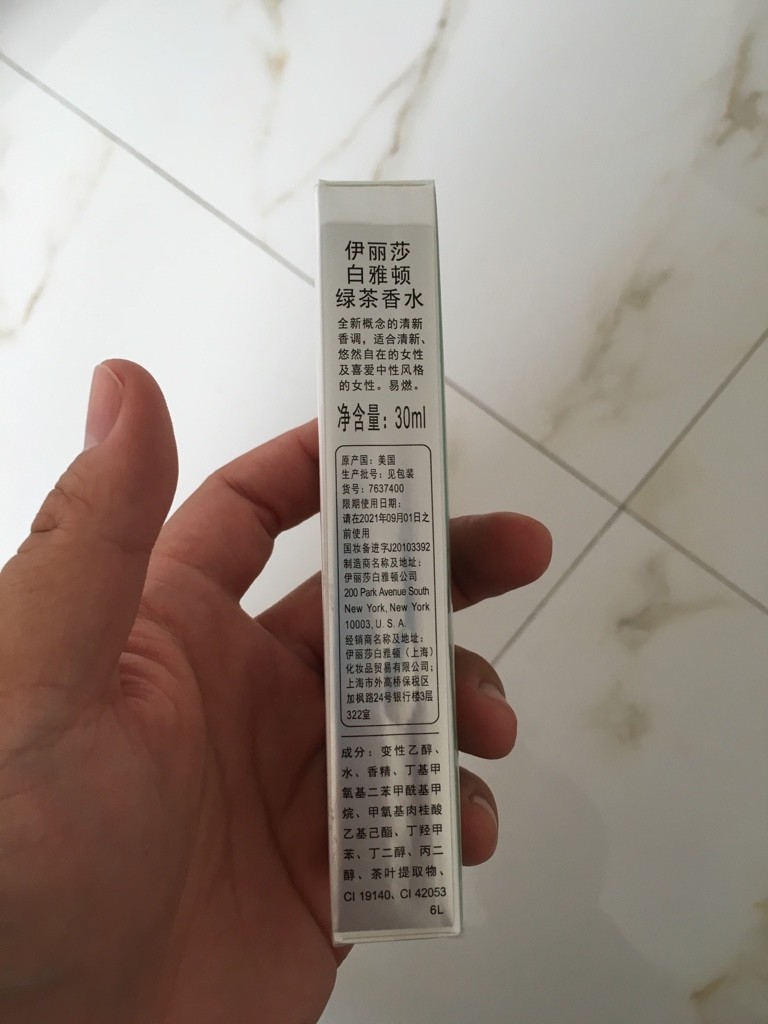 伊丽莎
白雅顿
绿茶香水
全新概念的清新
香调，适合清新、
悠然自在的女性
及喜爱中性风格
的女性。易燃。
净含量：30ml
原产国：美国
生产批号：见包装
货号：7637400
限期使用日期：
请在2021年09月01日之
前使用
国妆备进字J20103392
制造商名称及地址：
伊丽莎白雅顿公司
200 Park Avenue South
New York, New York
10003, U. S. A.
经销商名称及地址：
伊丽莎白雅顿（上海）
化妆品贸易有限公司；
上海市外高桥保税区
加枫路24号银行楼3层
322室
成分：变性乙醇、
水、香精、丁基甲
氧基二苯甲酰基甲
烷、甲氧基肉桂酸
乙基己酯、丁羟甲
苯、丁二醇、丙二
醇、茶叶提取物、
CI 19140、CI 42053
6L